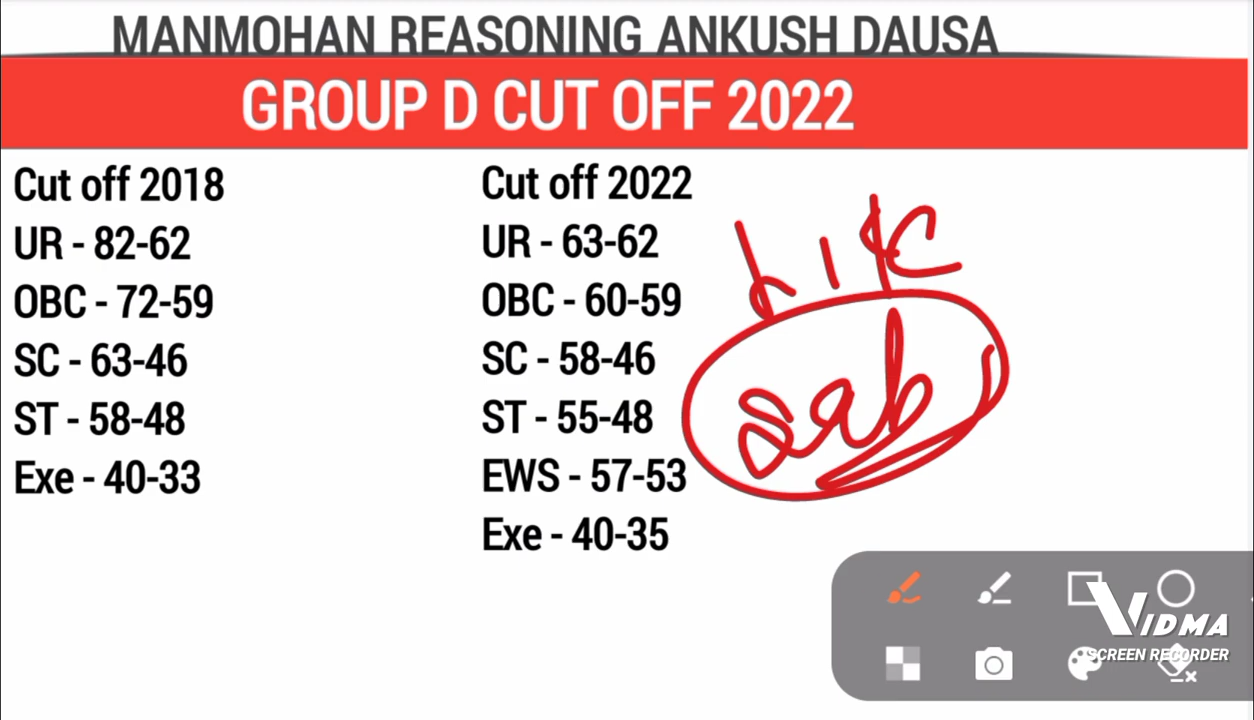 MANMOHAN REASONING ANKUSH DAUSA
GROUP D CUT OFF 2022
Cut off 2018
UR - 82-62
OBC - 72-59
SC - 63-46
ST - 58-48
Exe - 40-33
Cut off 2022
UR - 63-62
OBC - 60-59
SC - 58-46
ST - 55-48
EWS - 57-53
Exe - 40-35
VIDMA
SCREEN RECORDER